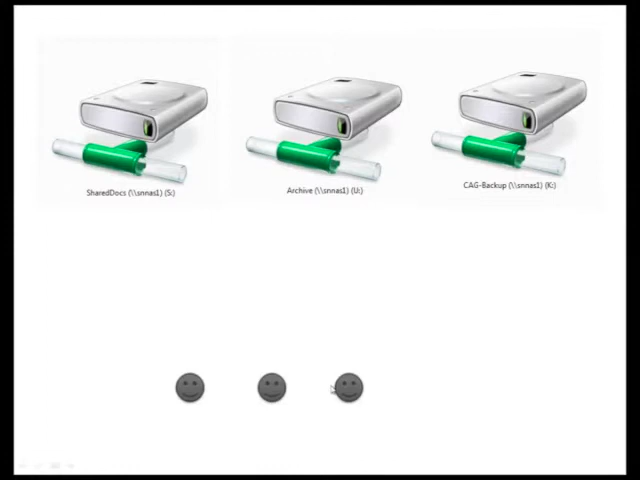 SharedDocs (\\snnas1) (S:)
Archive (\\snnas1) (U:)
CAG-Backup (\\snnas1) (K:)